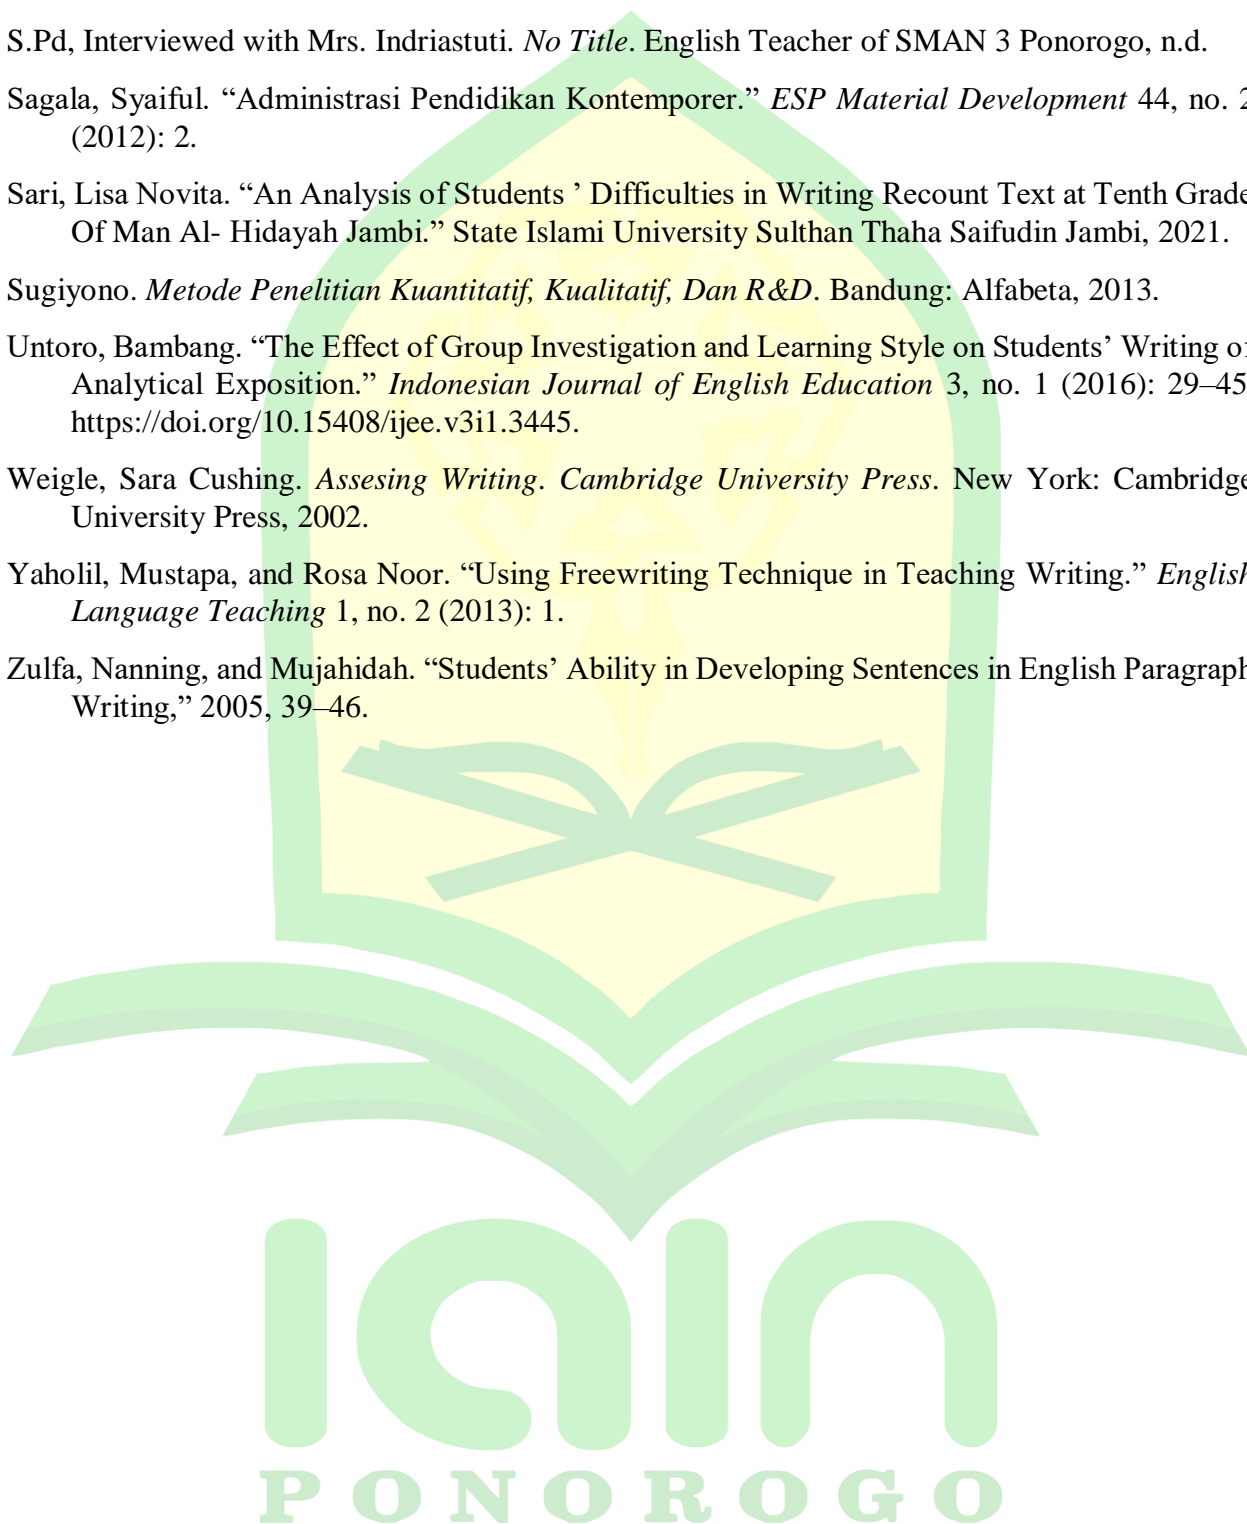 S.Pd, Interviewed with Mrs. Indriastuti. No Title. English Teacher of SMAN 3 Ponorogo, n.d.
Sagala, Syaiful. “Administrasi Pendidikan Kontemporer.” ESP Material Development 44, no. 2
(2012): 2.
Sari, Lisa Novita. “An Analysis of Students ’ Difficulties in Writing Recount Text at Tenth Grade
Of Man Al- Hidayah Jambi.” State Islami University Sulthan Thaha Saifudin Jambi, 2021.
Sugiyono. Metode Penelitian Kuantitatif, Kualitatif, Dan R&D. Bandung: Alfabeta, 2013.
Untoro, Bambang. “The Effect of Group Investigation and Learning Style on Students’ Writing of
Analytical Exposition.” Indonesian Journal of English Education 3, no. 1 (2016): 29–45.
https://doi.org/10.15408/ijee.v3i1.3445.
Weigle, Sara Cushing. Assesing Writing. Cambridge University Press. New York: Cambridge
University Press, 2002.
Yaholil, Mustapa, and Rosa Noor. “Using Freewriting Technique in Teaching Writing.” English
Language Teaching 1, no. 2 (2013): 1.
Zulfa, Nanning, and Mujahidah. “Students’ Ability in Developing Sentences in English Paragraph
Writing,” 2005, 39–46.
iain
PONOROGO